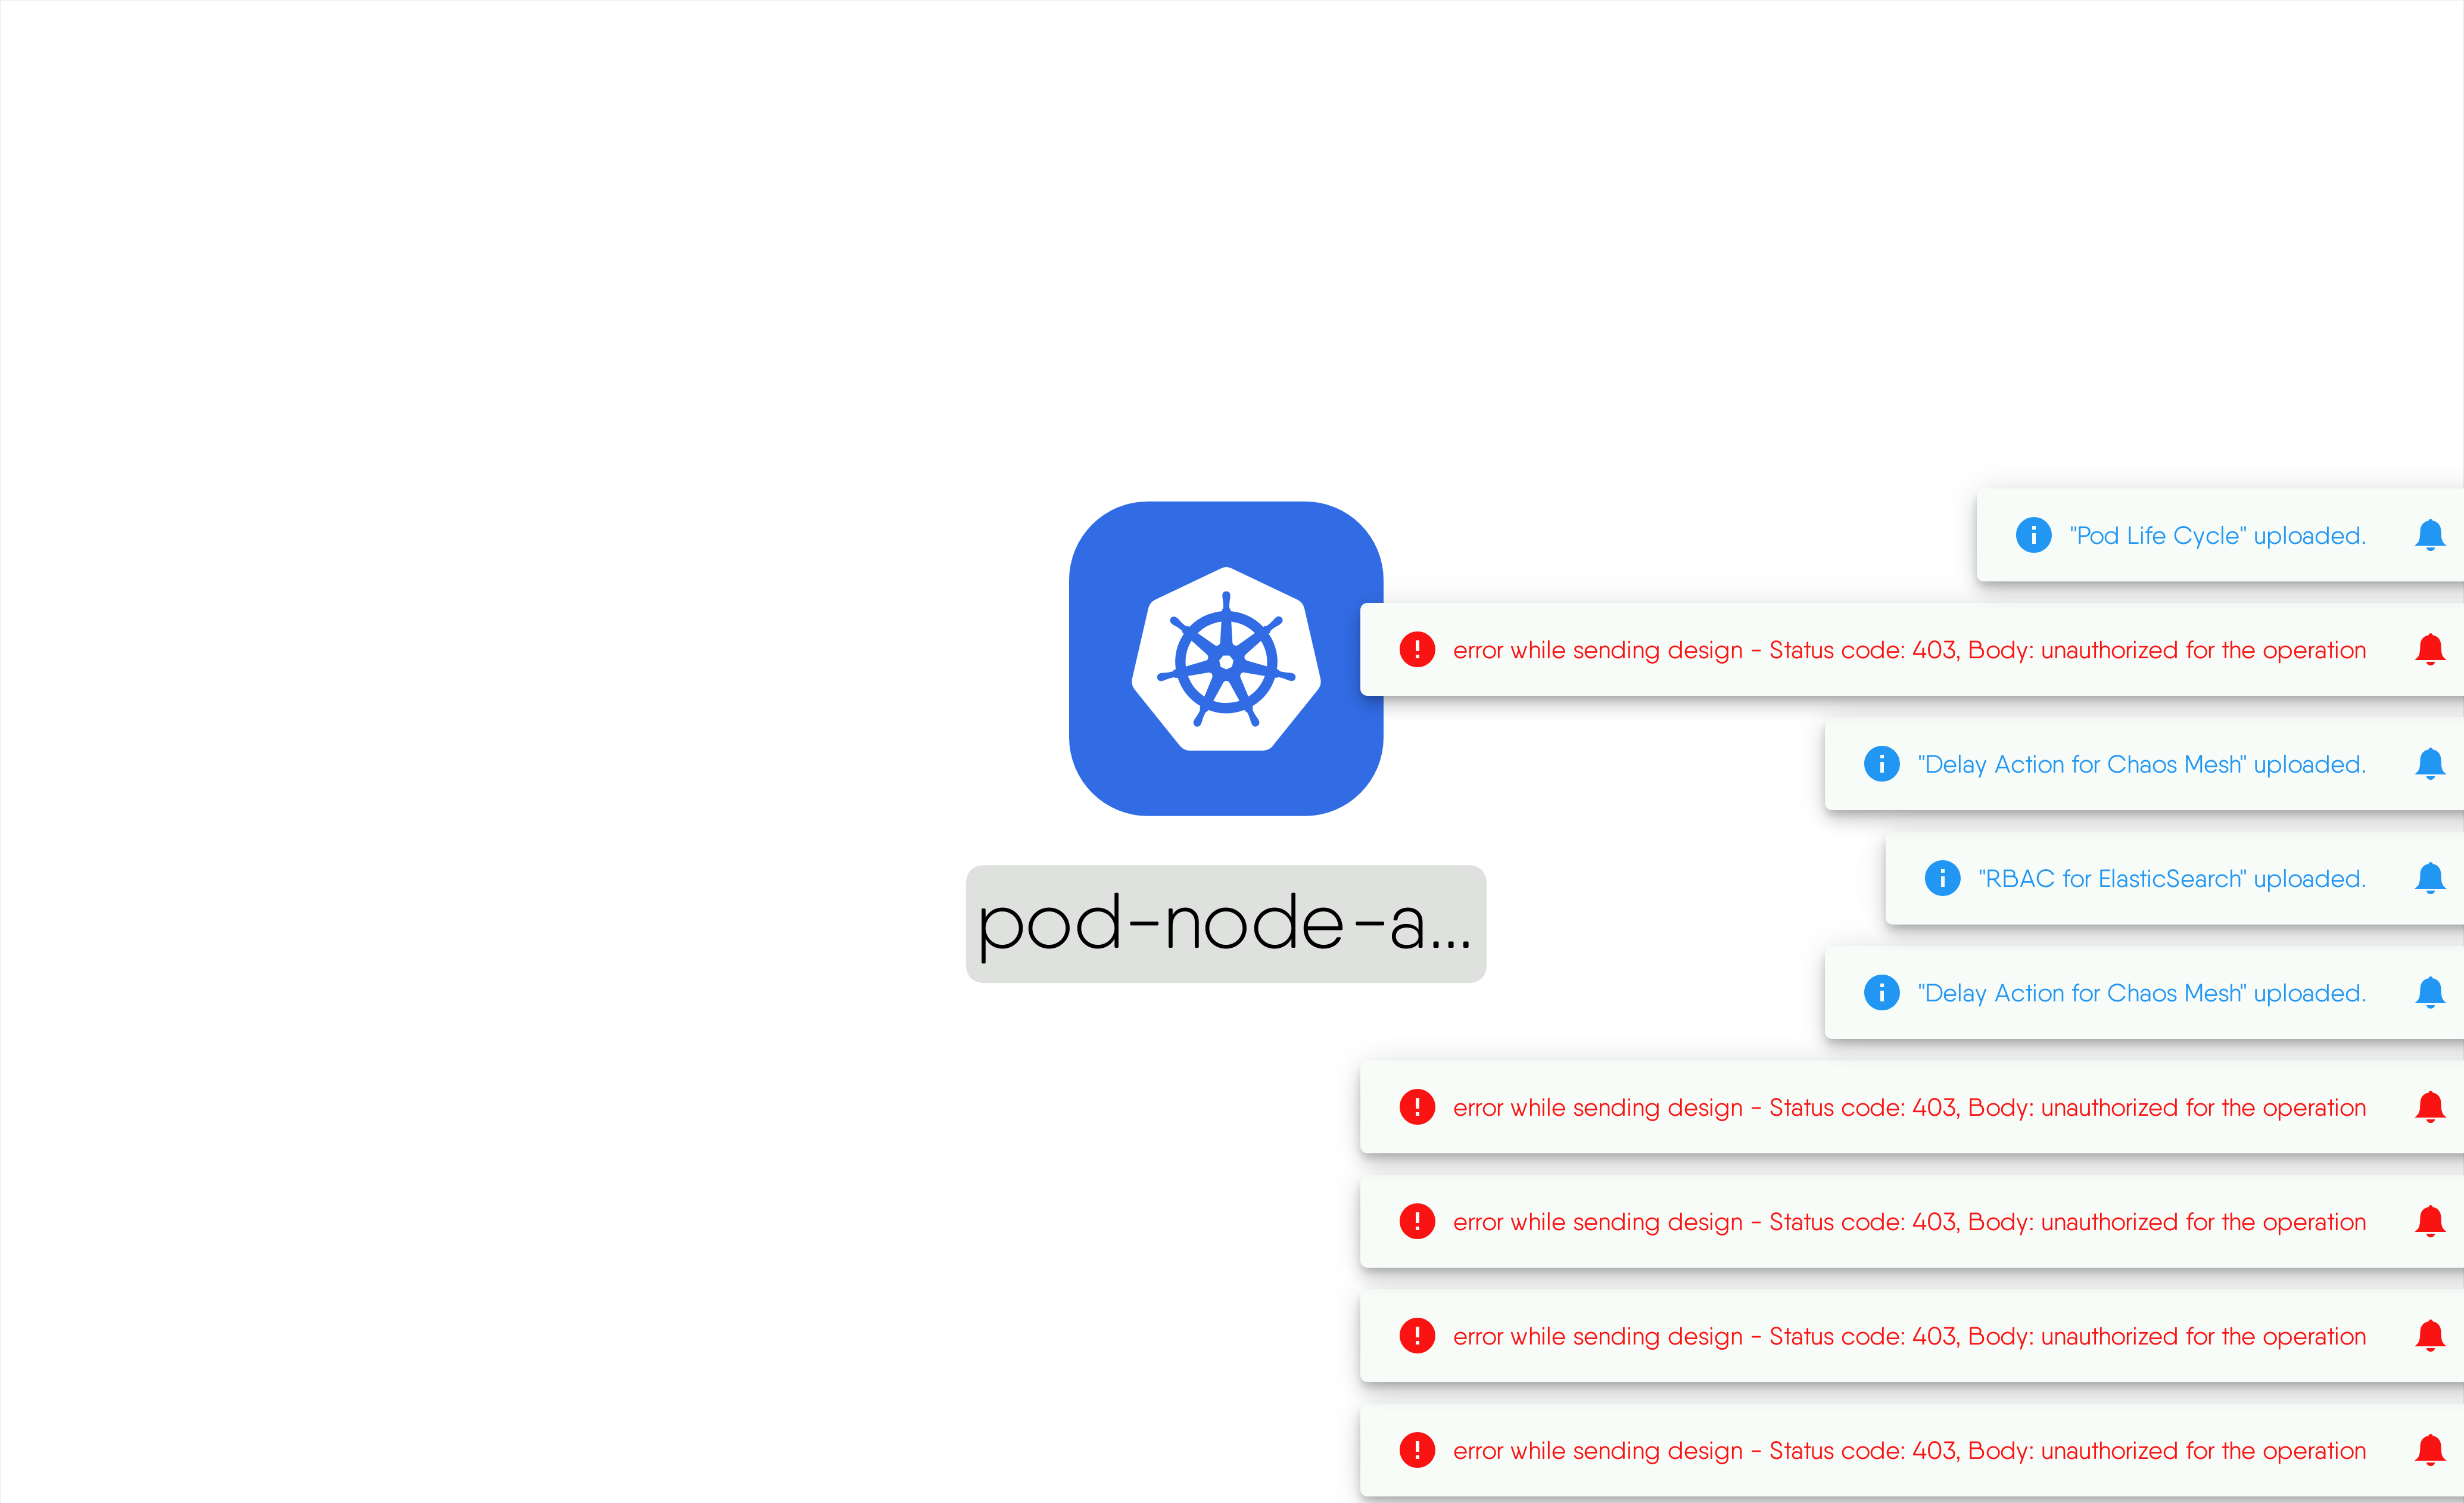 "Pod Life Cycle" uploaded.
error while sending design - Status code: 403, Body: unauthorized for the operation
"Delay Action for Chaos Mesh" uploaded.
"RBAC for ElasticSearch" uploaded.
pod-node-a...
"Delay Action for Chaos Mesh" uploaded.
error while sending design - Status code: 403, Body: unauthorized for the operation
error while sending design - Status code: 403, Body: unauthorized for the operation
error while sending design - Status code: 403, Body: unauthorized for the operation
error while sending design - Status code: 403, Body: unauthorized for the operation